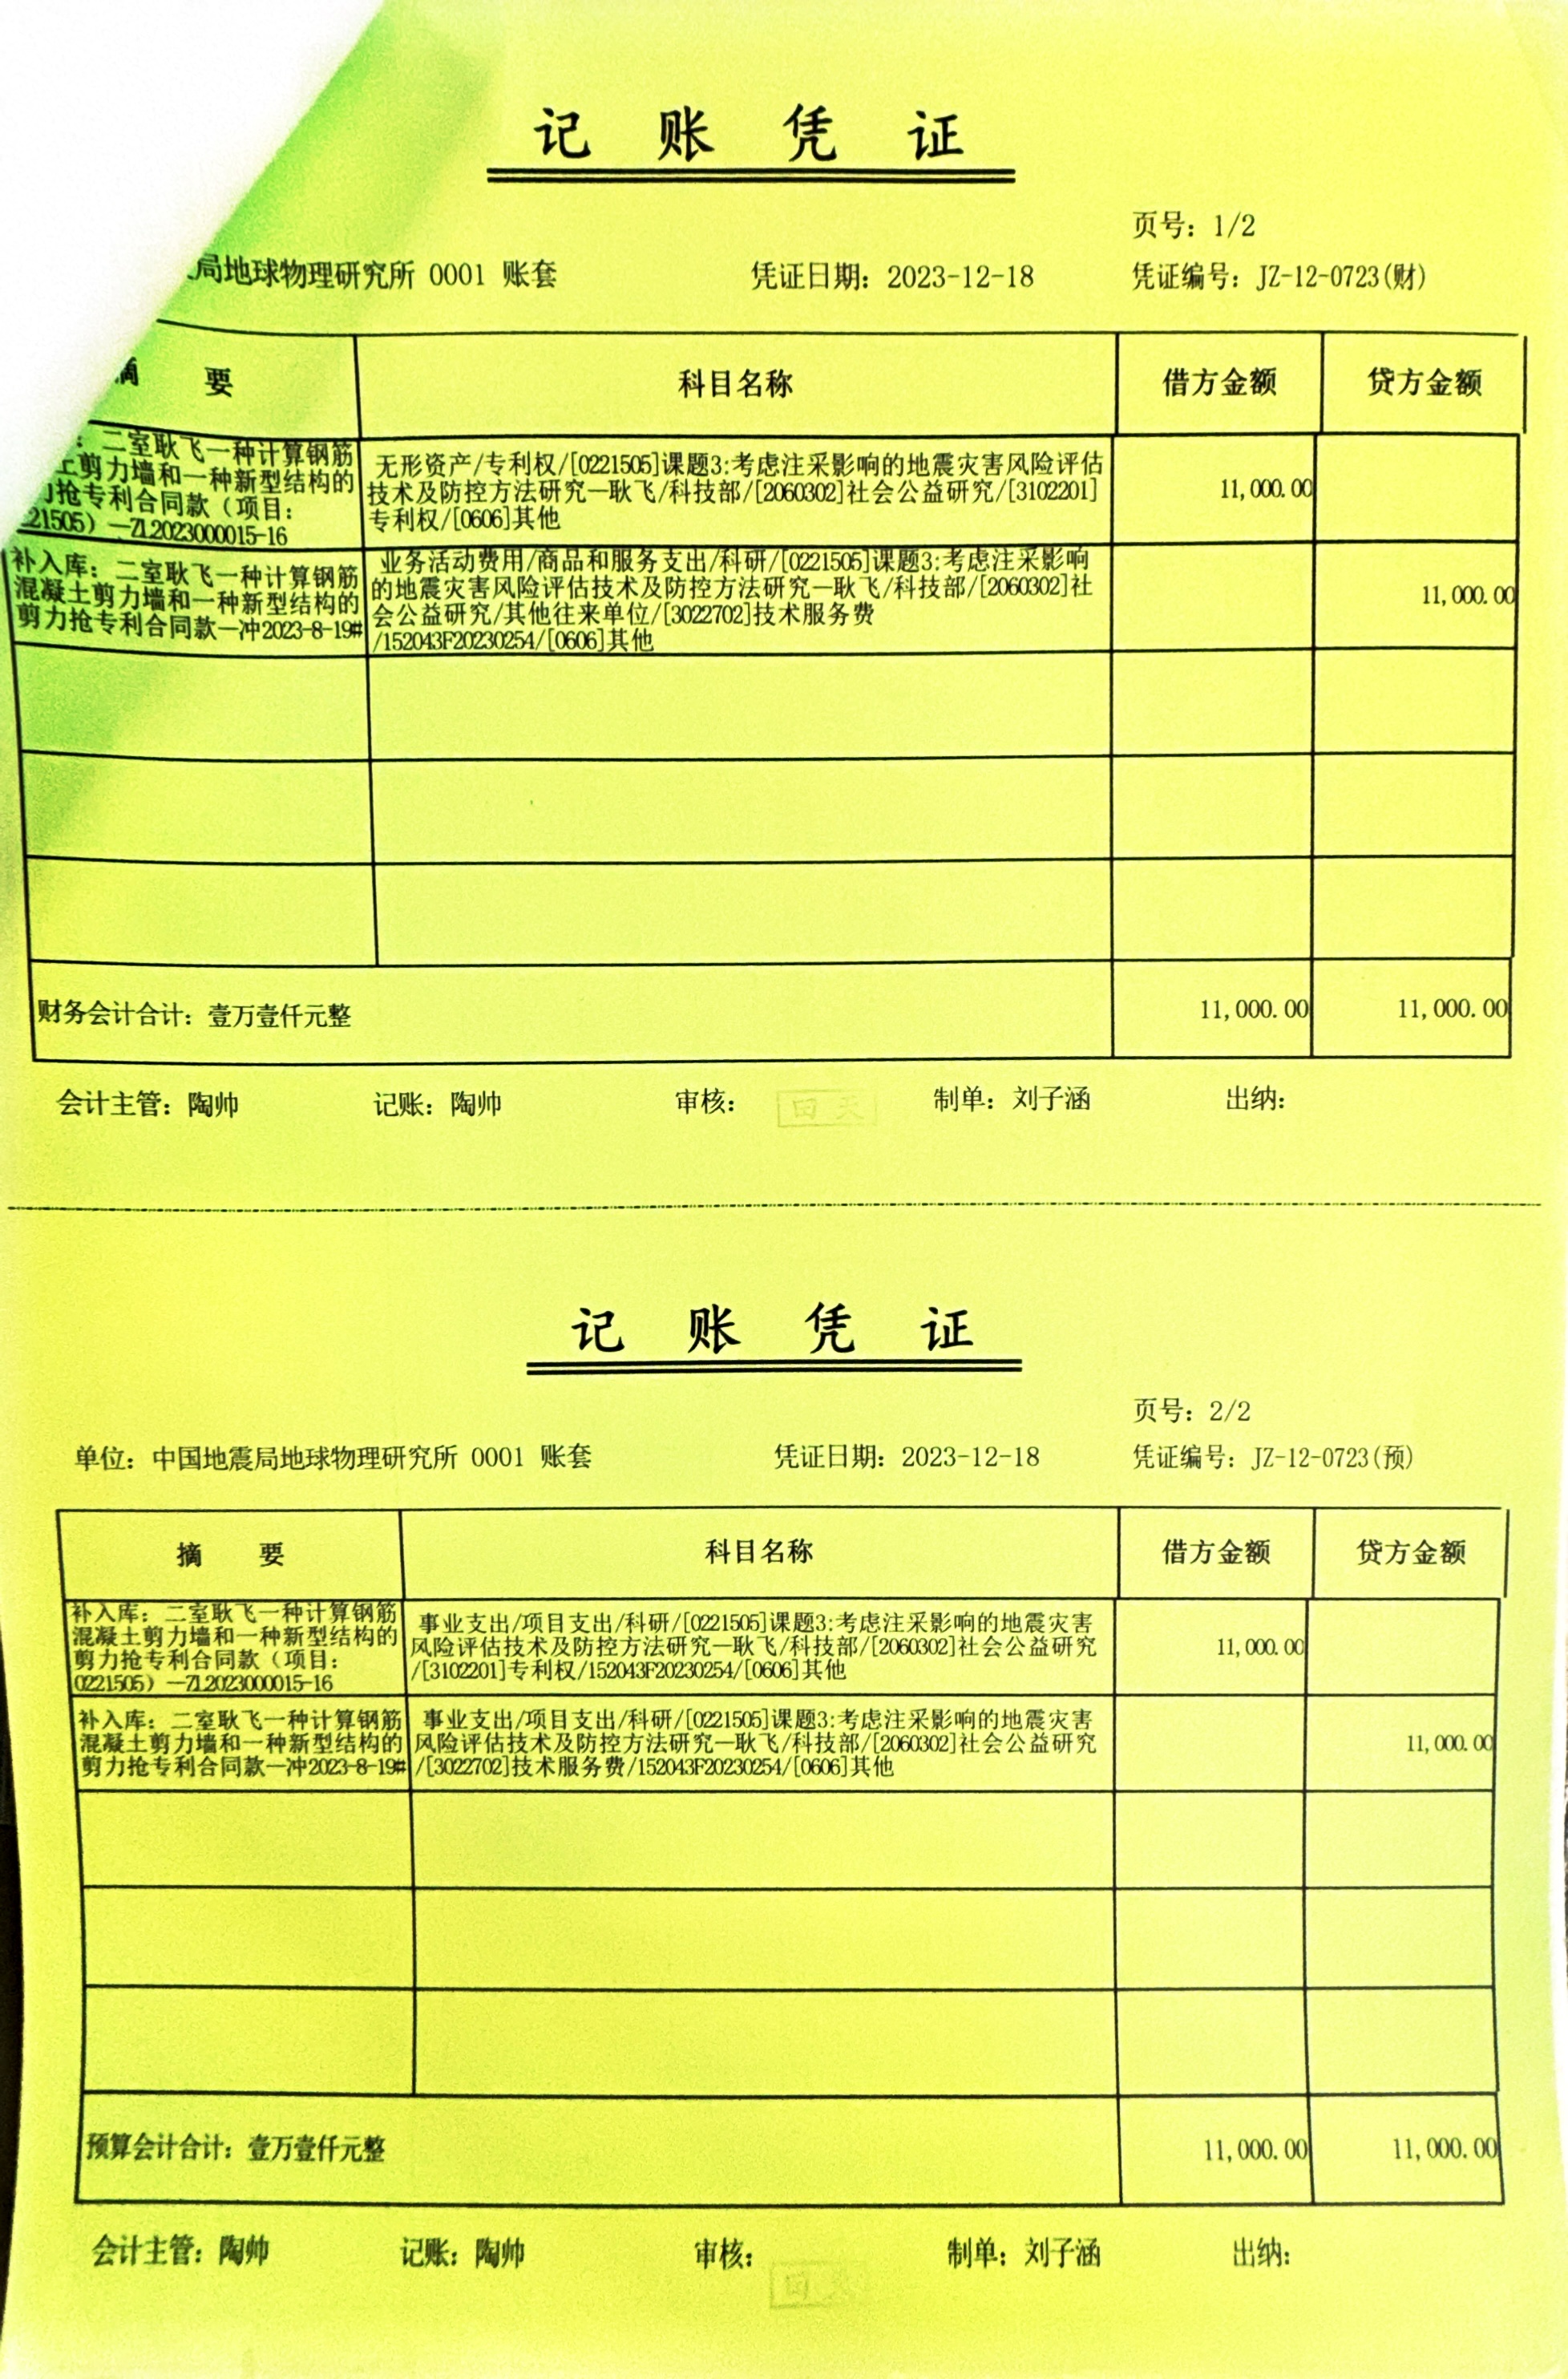 记 账 凭 证
页号：1/2
局地球物理研究所 0001 账套 凭证日期：2023-12-18 凭证编号：JZ-12-0723(财)
摘 要 科目名称 借方金额 贷方金额
：二室耿飞一种计算钢筋
土剪力墙和一种新型结构的
力抢专利合同款（项目：
21505）—ZL2023000015-16
无形资产/专利权/[0221505]课题3:考虑注采影响的地震灾害风险评估
技术及防控方法研究—耿飞/科技部/[2060302]社会公益研究/[3102201]
专利权/[0606]其他
11,000.00
补入库：二室耿飞一种计算钢筋
混凝土剪力墙和一种新型结构的
剪力抢专利合同款—冲2023-8-19#
业务活动费用/商品和服务支出/科研/[0221505]课题3:考虑注采影响
的地震灾害风险评估技术及防控方法研究—耿飞/科技部/[2060302]社
会公益研究/其他往来单位/[3022702]技术服务费
/152043F20230254/[0606]其他
11,000.00
财务会计合计：壹万壹仟元整 11,000.00 11,000.00
会计主管：陶帅 记账：陶帅 审核： 制单：刘子涵 出纳：
记 账 凭 证
页号：2/2
单位：中国地震局地球物理研究所 0001 账套 凭证日期：2023-12-18 凭证编号：JZ-12-0723(预)
摘 要 科目名称 借方金额 贷方金额
补入库：二室耿飞一种计算钢筋
混凝土剪力墙和一种新型结构的
剪力抢专利合同款（项目：
0221505）—ZL2023000015-16
事业支出/项目支出/科研/[0221505]课题3:考虑注采影响的地震灾害
风险评估技术及防控方法研究—耿飞/科技部/[2060302]社会公益研究
/[3102201]专利权/152043F20230254/[0606]其他
11,000.00
补入库：二室耿飞一种计算钢筋
混凝土剪力墙和一种新型结构的
剪力抢专利合同款—冲2023-8-19#
事业支出/项目支出/科研/[0221505]课题3:考虑注采影响的地震灾害
风险评估技术及防控方法研究—耿飞/科技部/[2060302]社会公益研究
/[3022702]技术服务费/152043F20230254/[0606]其他
11,000.00
预算会计合计：壹万壹仟元整 11,000.00 11,000.00
会计主管：陶帅 记账：陶帅 审核： 制单：刘子涵 出纳：